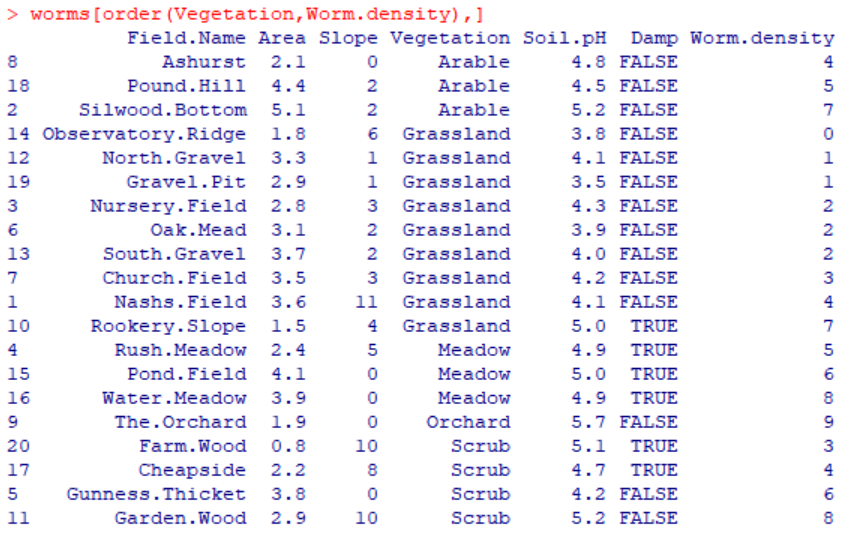 > worms[order(Vegetation,Worm.density),]
Field.Name Area Slope Vegetation Soil.pH Damp Worm.density
8 Ashurst 2.1 0 Arable 4.8 FALSE 4
18 Pound.Hill 4.4 2 Arable 4.5 FALSE 5
2 Silwood.Bottom 5.1 2 Arable 5.2 FALSE 7
14 Observatory.Ridge 1.8 6 Grassland 3.8 FALSE 0
12 North.Gravel 3.3 1 Grassland 4.1 FALSE 1
19 Gravel.Pit 2.9 1 Grassland 3.5 FALSE 1
3 Nursery.Field 2.8 3 Grassland 4.3 FALSE 2
6 Oak.Mead 3.1 2 Grassland 3.9 FALSE 2
13 South.Gravel 3.7 2 Grassland 4.0 FALSE 2
7 Church.Field 3.5 3 Grassland 4.2 FALSE 3
1 Nashs.Field 3.6 11 Grassland 4.1 FALSE 4
10 Rookery.Slope 1.5 4 Grassland 5.0 TRUE 7
4 Rush.Meadow 2.4 5 Meadow 4.9 TRUE 5
15 Pond.Field 4.1 0 Meadow 5.0 TRUE 6
16 Water.Meadow 3.9 0 Meadow 4.9 TRUE 8
9 The.Orchard 1.9 0 Orchard 5.7 FALSE 9
20 Farm.Wood 0.8 10 Scrub 5.1 TRUE 3
17 Cheapside 2.2 8 Scrub 4.7 TRUE 4
5 Gunness.Thicket 3.8 0 Scrub 4.2 FALSE 6
11 Garden.Wood 2.9 10 Scrub 5.2 FALSE 8